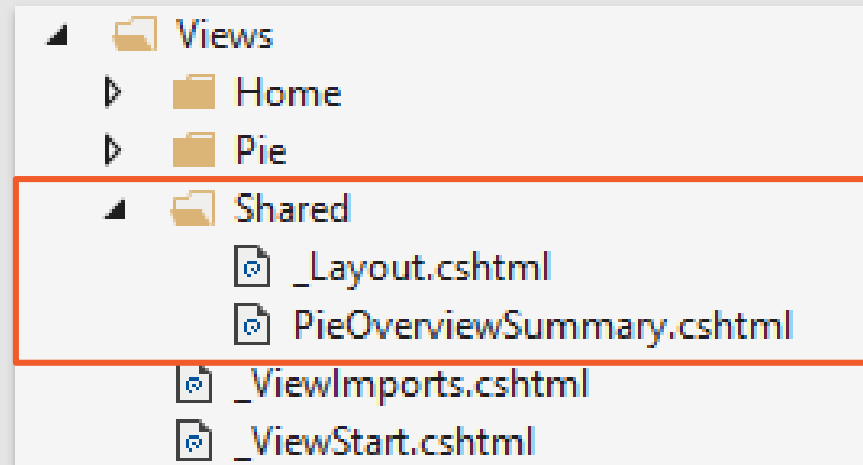 Views
Home
Pie
Shared
_Layout.cshtml
PieOverviewSummary.cshtml
_ViewImports.cshtml
_ViewStart.cshtml